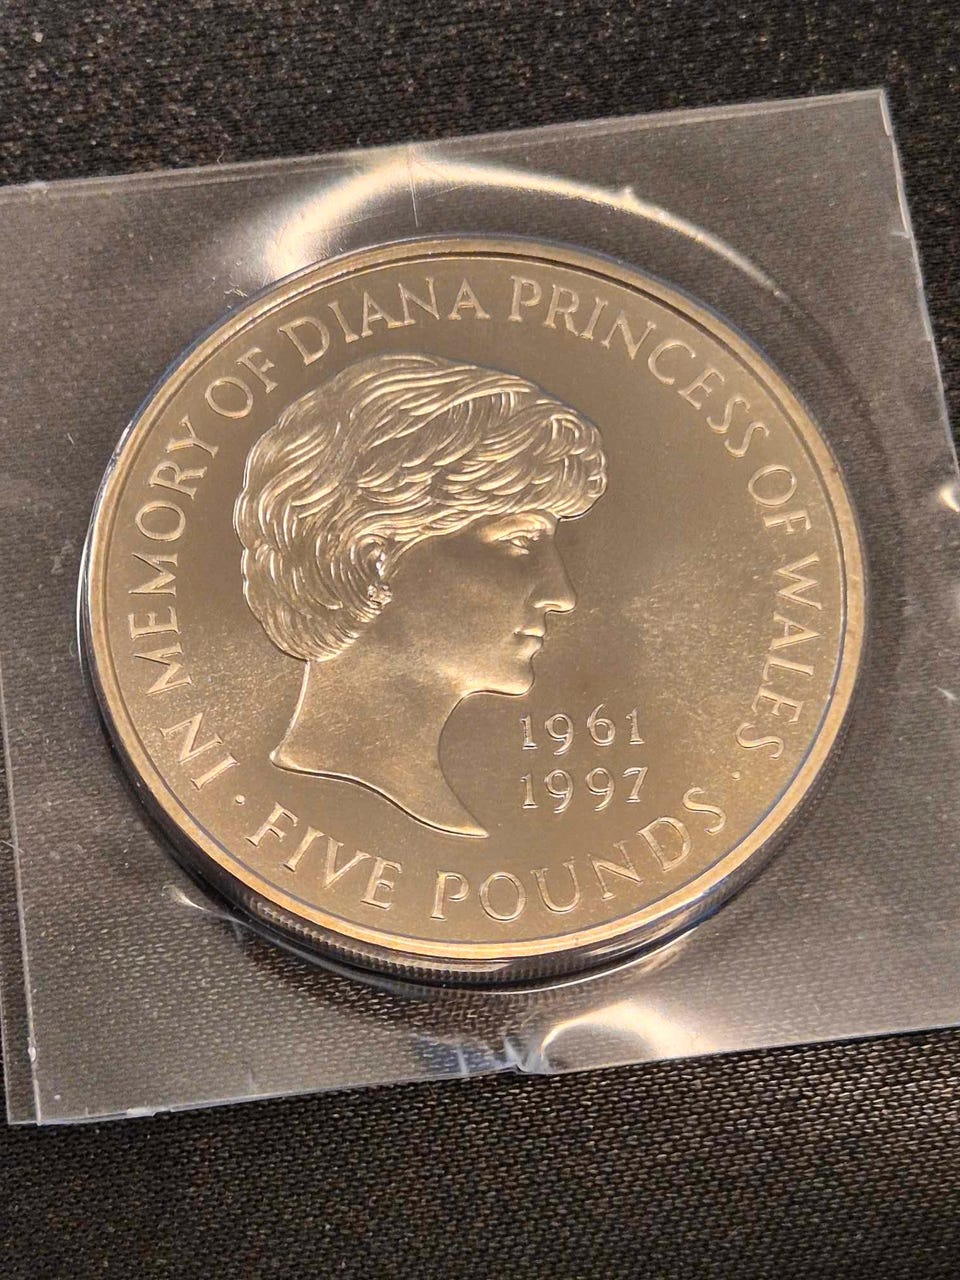 IN MEMORY OF DIANA PRINCESS OF WALES
1961
1997
· FIVE POUNDS ·